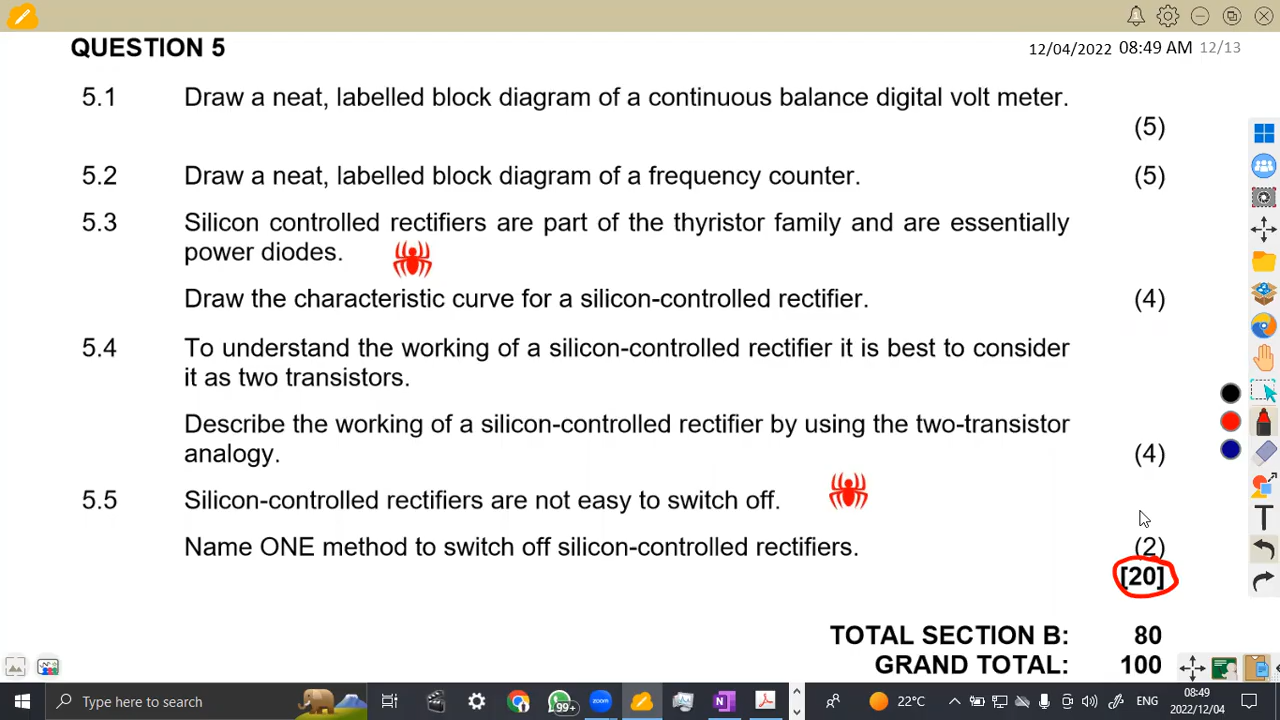 QUESTION 5
12/04/2022 08:49 AM 12/13
5.1 Draw a neat, labelled block diagram of a continuous balance digital volt meter.
(5)
5.2 Draw a neat, labelled block diagram of a frequency counter. (5)
5.3 Silicon controlled rectifiers are part of the thyristor family and are essentially
power diodes.
Draw the characteristic curve for a silicon-controlled rectifier. (4)
5.4 To understand the working of a silicon-controlled rectifier it is best to consider
it as two transistors.
Describe the working of a silicon-controlled rectifier by using the two-transistor
analogy. (4)
5.5 Silicon-controlled rectifiers are not easy to switch off.
Name ONE method to switch off silicon-controlled rectifiers. (2)
[20]
TOTAL SECTION B: 80
GRAND TOTAL: 100
Type here to search
99+
zoom
N
22°C
ENG
08:49
2022/12/04